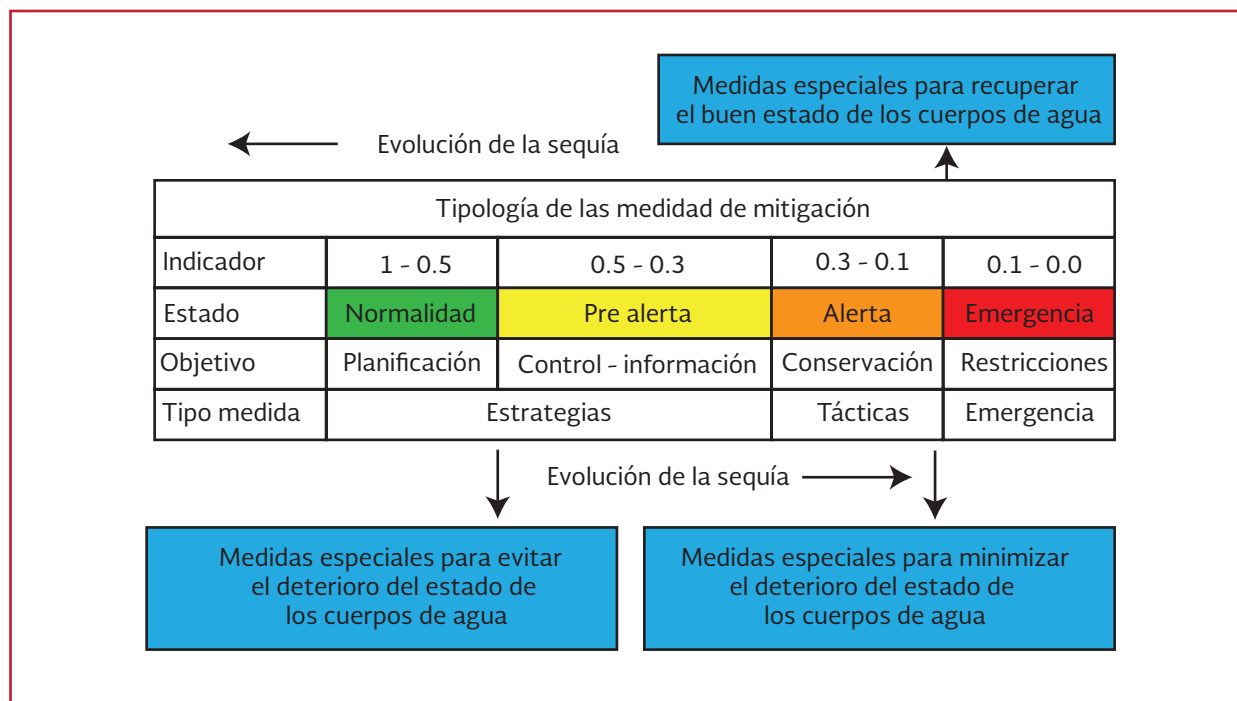 Medidas especiales para recuperar
el buen estado de los cuerpos de agua
Evolución de la sequía
Tipología de las medidad de mitigación
Indicador 1 - 0.5 0.5 - 0.3 0.3 - 0.1 0.1 - 0.0
Estado Normalidad Pre alerta Alerta Emergencia
Objetivo Planificación Control - información Conservación Restricciones
Tipo medida Estrategias Tácticas Emergencia
Evolución de la sequía
Medidas especiales para evitar
el deterioro del estado de
los cuerpos de agua
Medidas especiales para minimizar
el deterioro del estado de
los cuerpos de agua